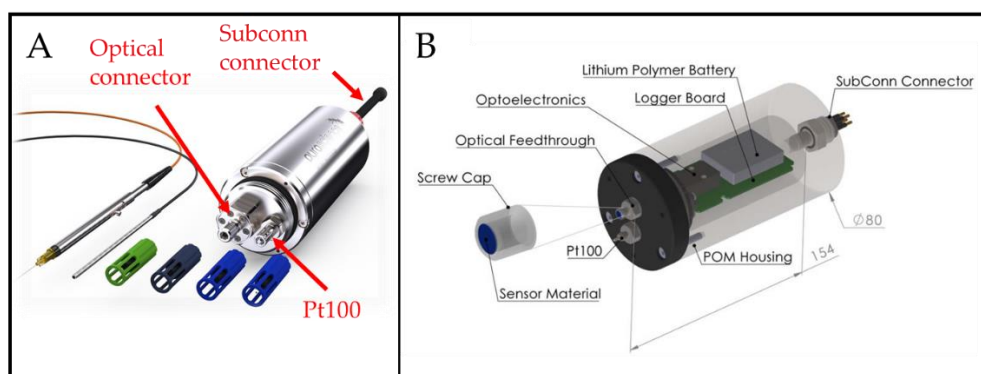 A
Optical
connector
Subconn
connector
Pt100
B
Lithium Polymer Battery
Logger Board
SubConn Connector
Optoelectronics
Optical Feedthrough
Screw Cap
Ø80
154
Pt100
POM Housing
Sensor Material